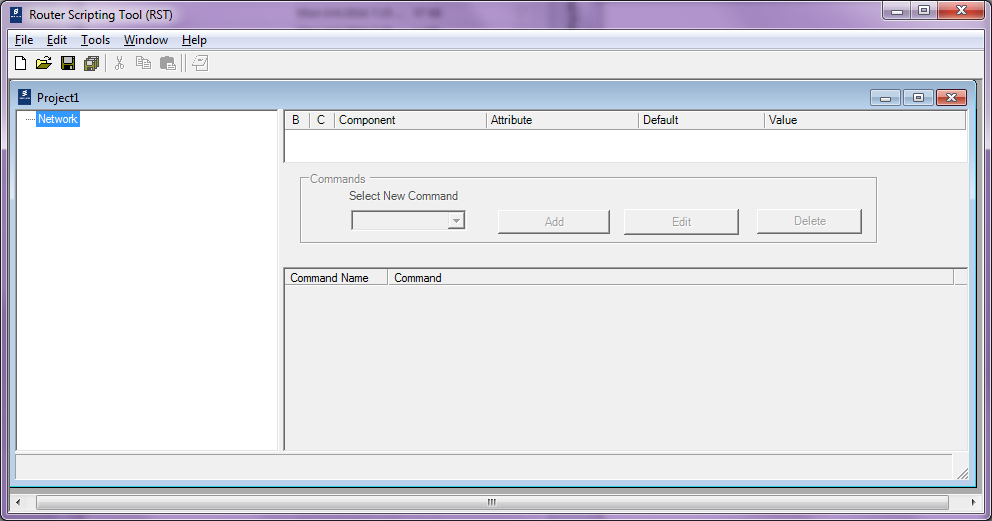 Router Scripting Tool (RST)
File Edit Tools Window Help
Project1
Network
B C Component Attribute Default Value
Commands
Select New Command
Add Edit Delete
Command Name Command